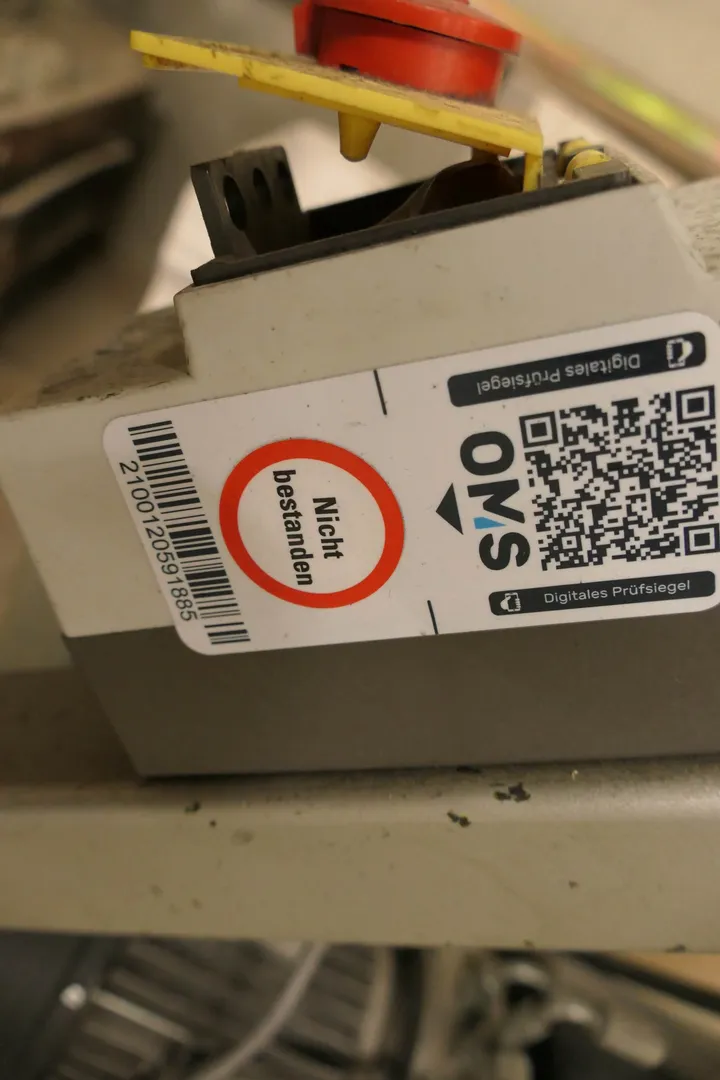 Digitales Prüfsiegel
OMS
Digitales Prüfsiegel
Nicht
bestanden
2100120591885